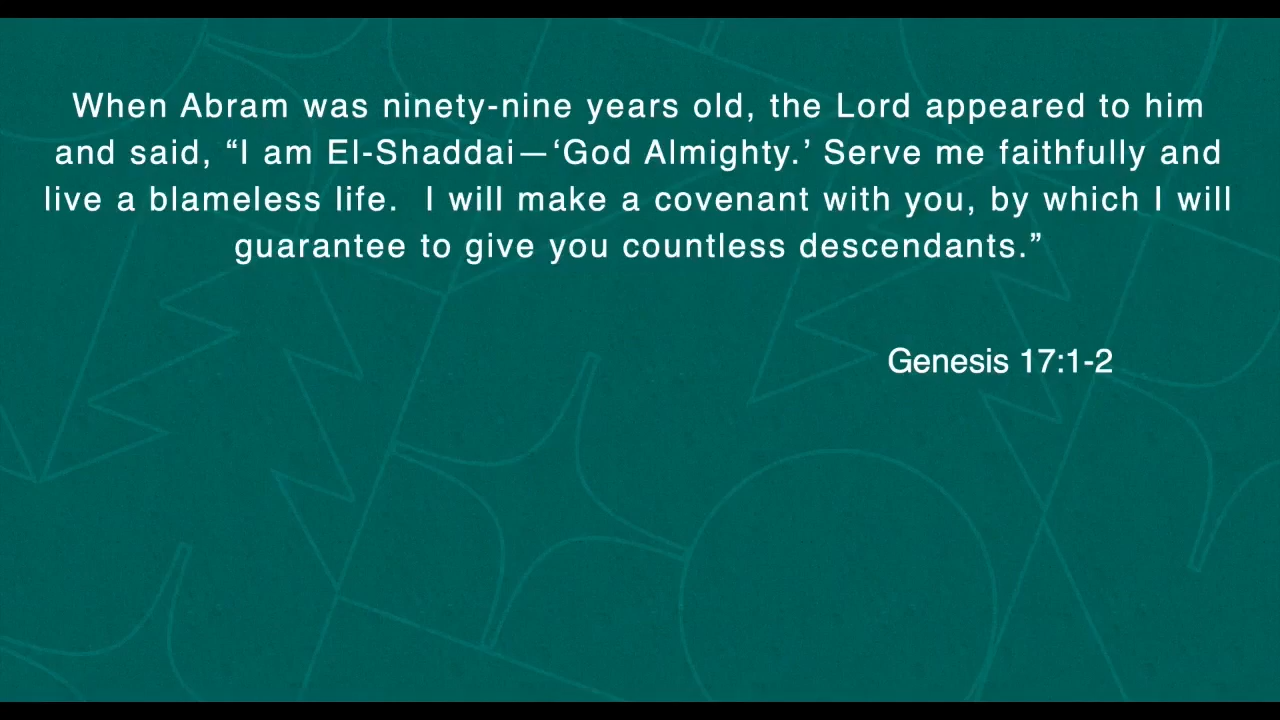 When Abram was ninety-nine years old, the Lord appeared to him
and said, “I am El-Shaddai—‘God Almighty.’ Serve me faithfully and
live a blameless life.  I will make a covenant with you, by which I will
guarantee to give you countless descendants.”
Genesis 17:1-2